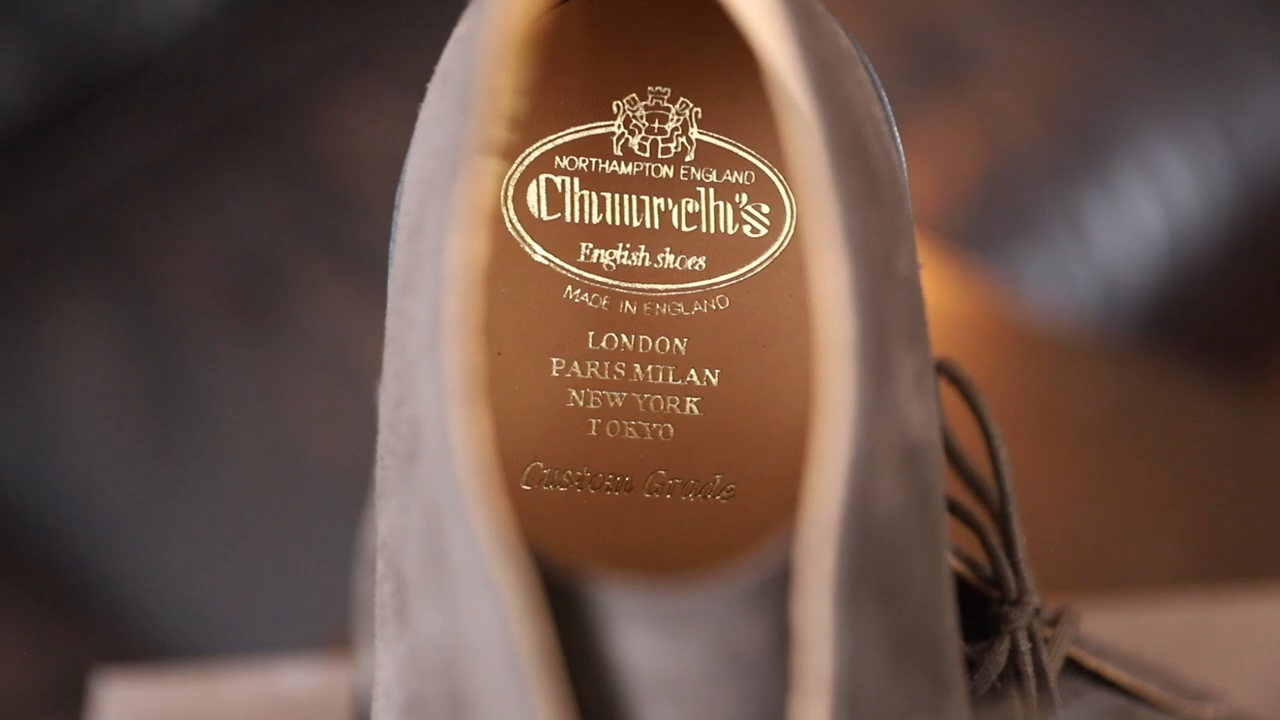 NORTHAMPTON ENGLAND
Church's
English shoes
MADE IN ENGLAND
LONDON
PARIS MILAN
NEW YORK
TOKYO
Custom Grade